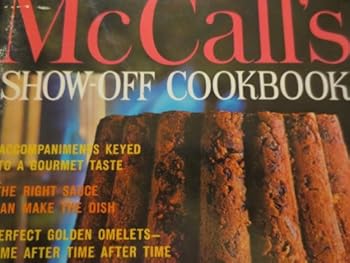 McCall's
SHOW-OFF COOKBOOK
ACCOMPANIMENTS KEYED
TO A GOURMET TASTE
THE RIGHT SAUCE
CAN MAKE THE DISH
PERFECT GOLDEN OMELETS—
TIME AFTER TIME AFTER TIME